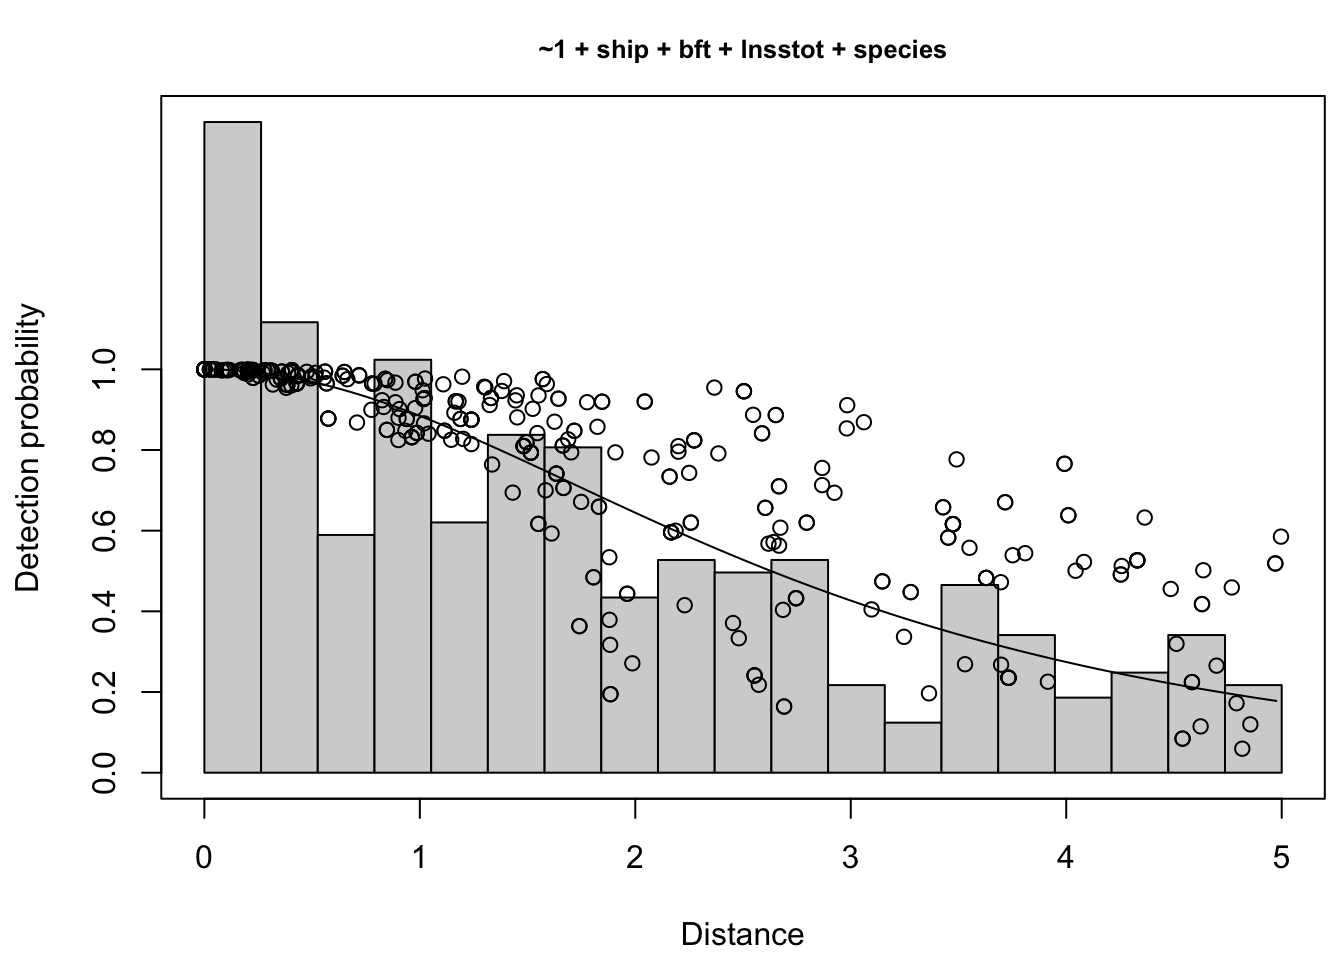 ~1 + ship + bft + lnsstot + species
Detection probability
1.0
0.8
0.6
0.4
0.2
0.0
0 1 2 3 4 5
Distance